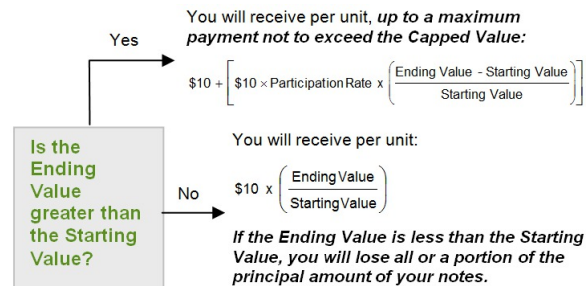 You will receive per unit, up to a maximum
payment not to exceed the Capped Value:
Yes
$10 + [ $10 × Participation Rate x ( Ending Value - Starting Value / Starting Value ) ]
Is the
Ending
Value
greater than
the Starting
Value?
You will receive per unit:
No
$10 x ( Ending Value / Starting Value )
If the Ending Value is less than the Starting
Value, you will lose all or a portion of the
principal amount of your notes.